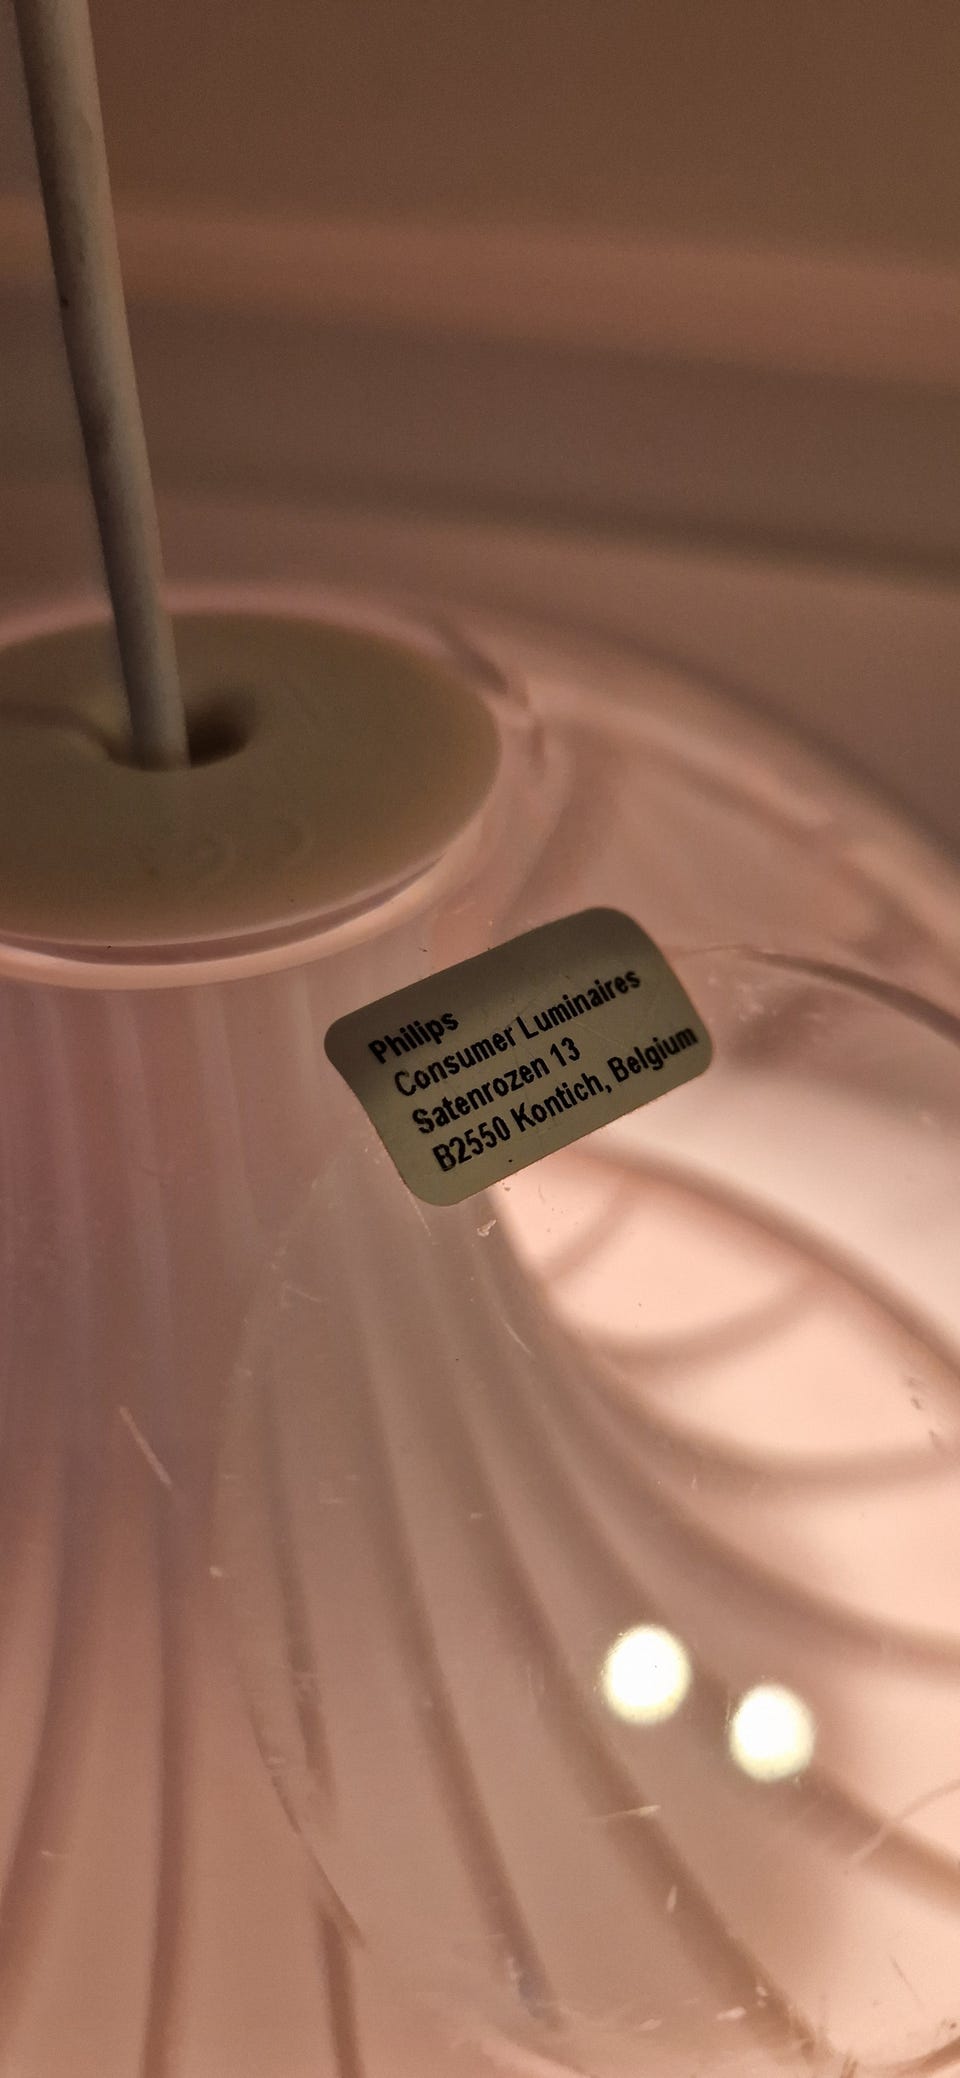 Philips
Consumer Luminaires
Satenrozen 13
B2550 Kontich, Belgium